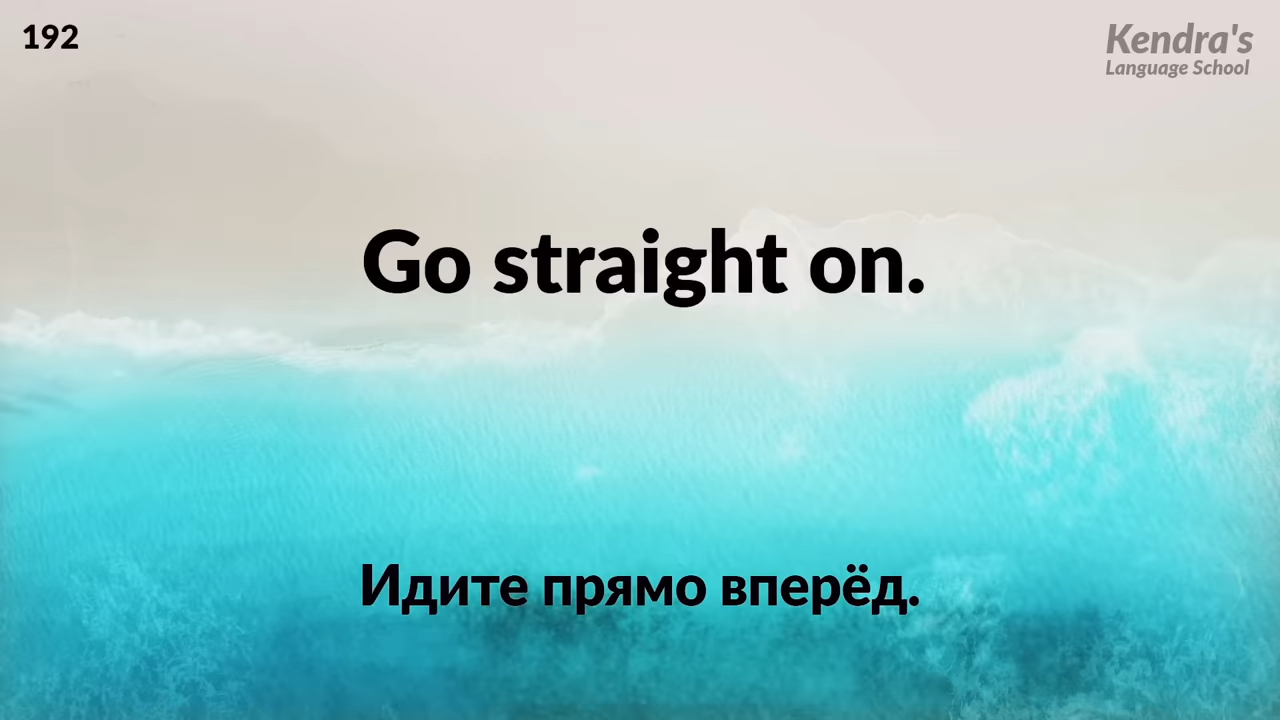 192
Kendra's
Language School
Go straight on.
Идите прямо вперёд.